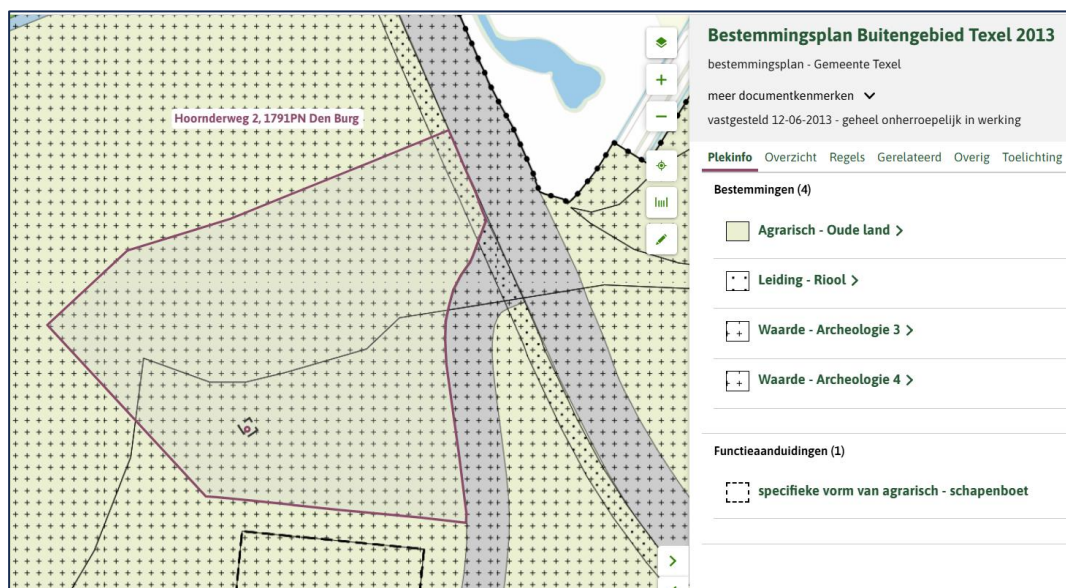 Hoornderweg 2, 1791PN Den Burg
Bestemmingsplan Buitengebied Texel 2013
bestemmingsplan - Gemeente Texel
meer documentkenmerken
vastgesteld 12-06-2013 - geheel onherroepelijk in werking
Plekinfo Overzicht Regels Gerelateerd Overig Toelichting
Bestemmingen (4)
Agrarisch - Oude land
Leiding - Riool
Waarde - Archeologie 3
Waarde - Archeologie 4
Functieaanduidingen (1)
specifieke vorm van agrarisch - schapenboet